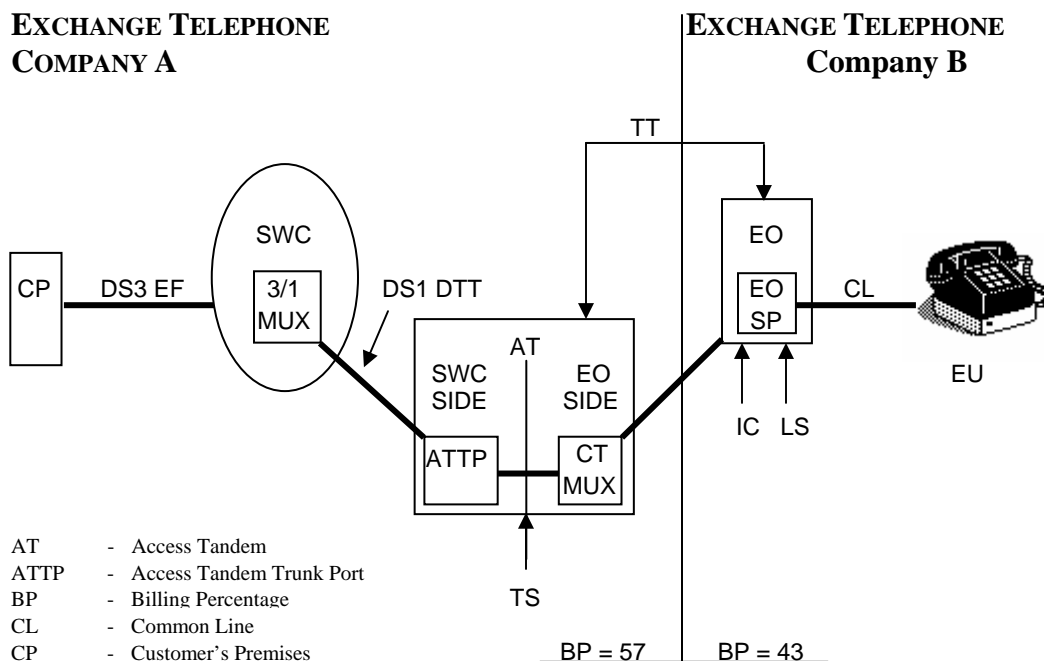 EXCHANGE TELEPHONE
COMPANY A
EXCHANGE TELEPHONE
Company B
TT
SWC
EO
CP
DS3 EF
3/1
MUX
DS1 DTT
EO
SP
CL
AT
SWC
SIDE
EO
SIDE
EU
IC LS
ATTP
CT
MUX
TS
AT - Access Tandem
ATTP - Access Tandem Trunk Port
BP - Billing Percentage
CL - Common Line
CP - Customer's Premises
BP = 57
BP = 43